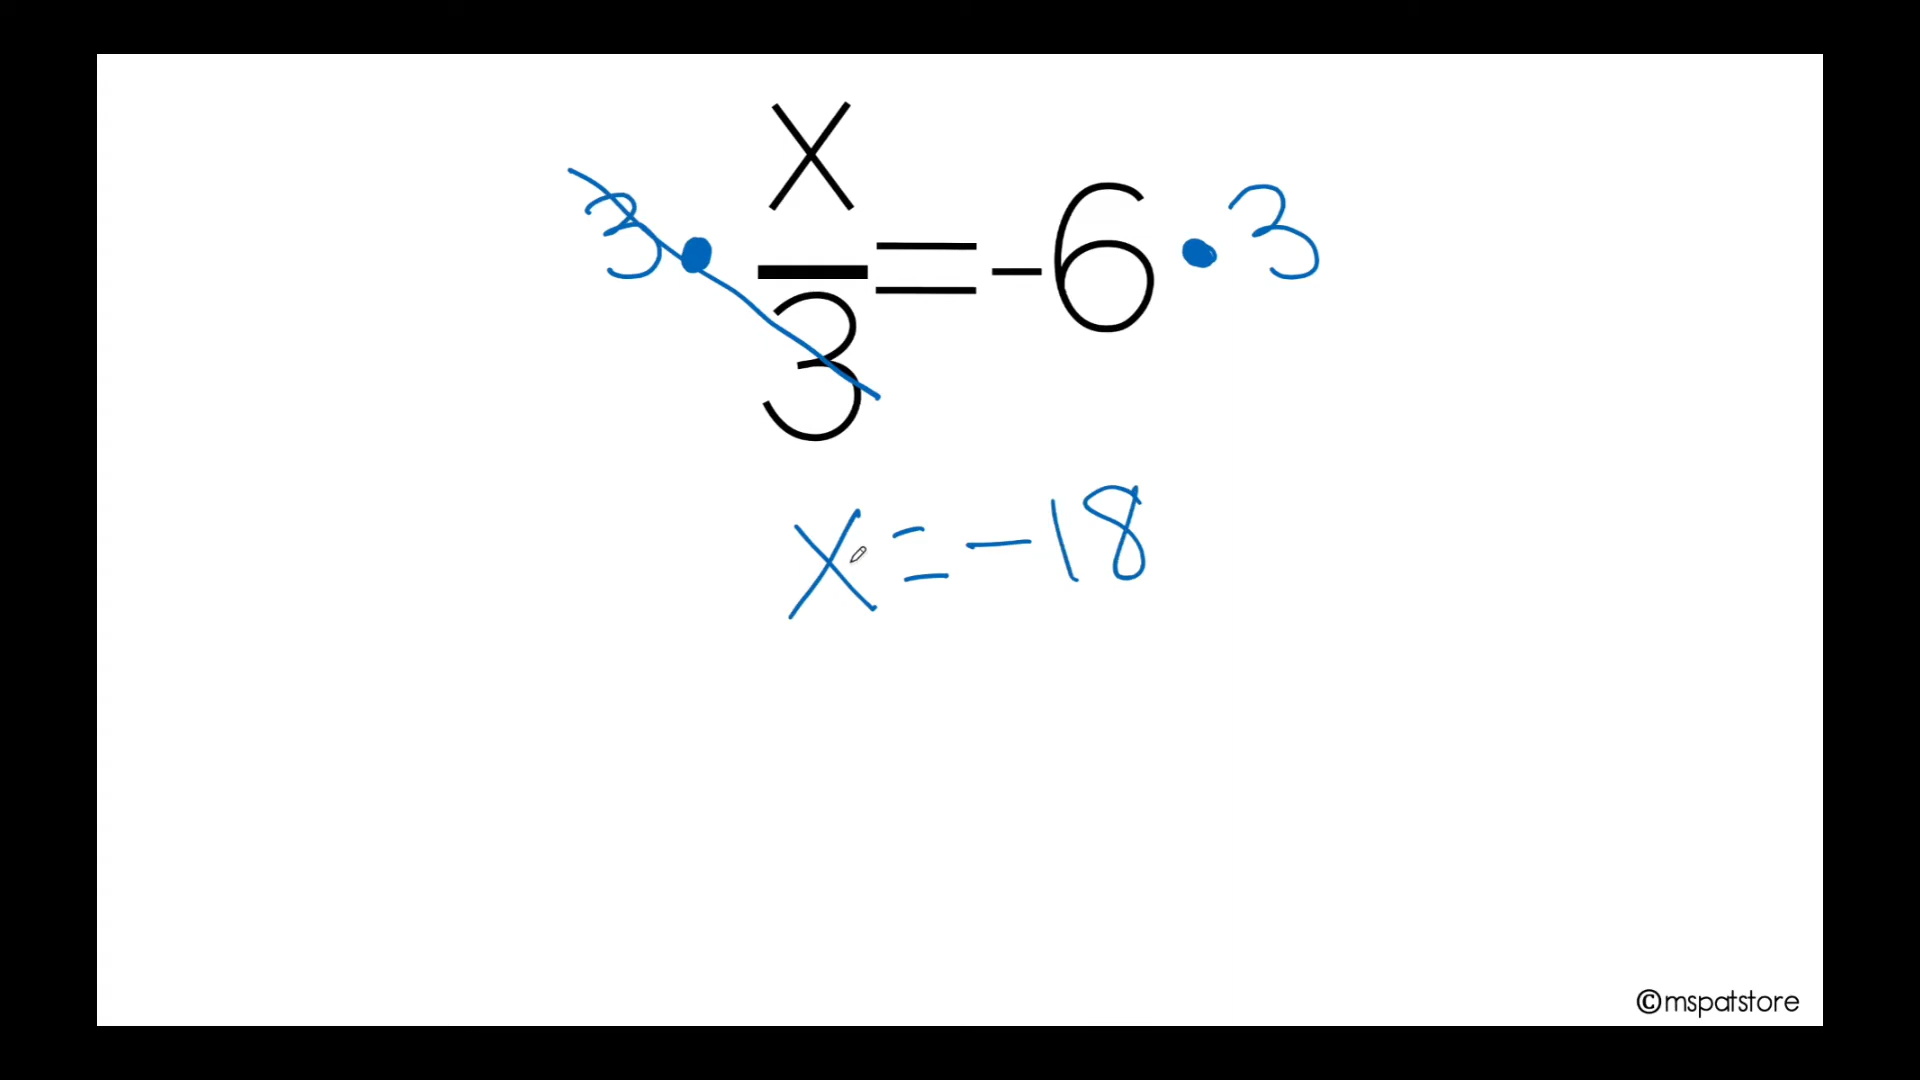 3 • x/3 = -6 • 3
x = -18
©mspatstore